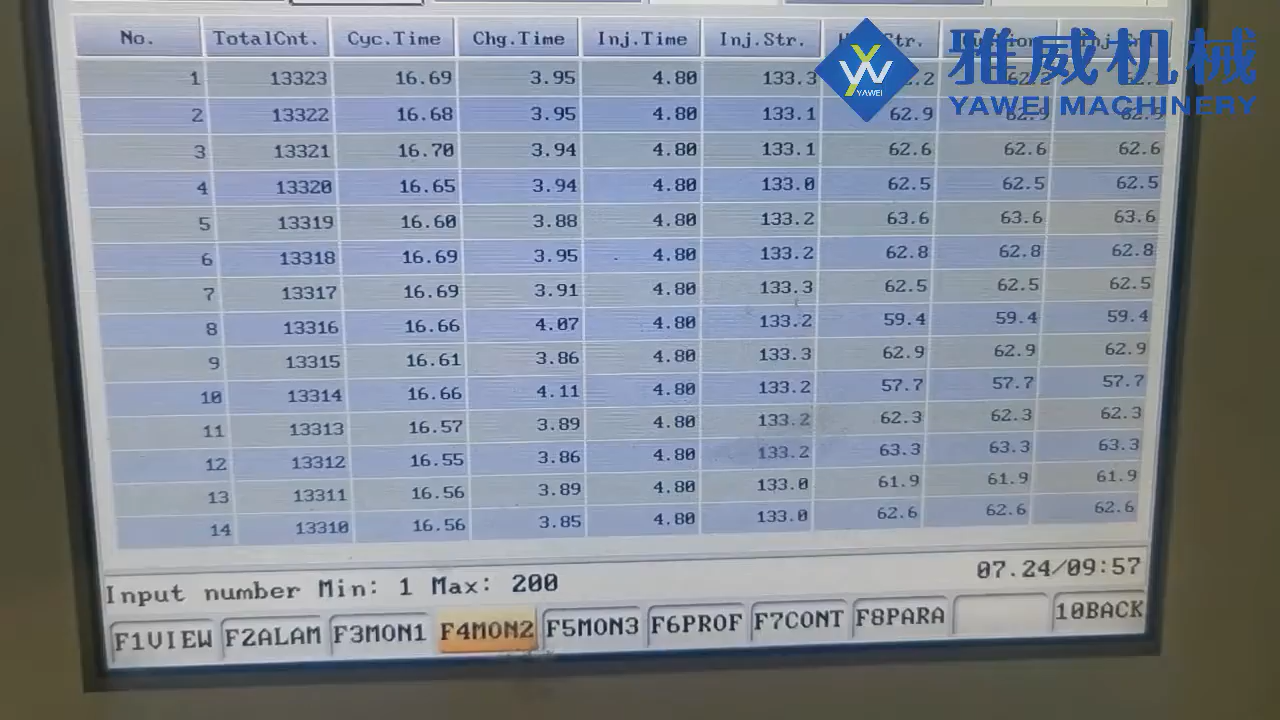 No. TotalCnt. Cyc.Time Chg.Time Inj.Time Inj.Str.
雅威机械
YAWEI
YAWEI MACHINERY
1 13323 16.69 3.95 4.80 133.3
2 13322 16.68 3.95 4.80 133.1 62.9 62.9 62.9
3 13321 16.70 3.94 4.80 133.1 62.6 62.6 62.6
4 13320 16.65 3.94 4.80 133.0 62.5 62.5 62.5
5 13319 16.60 3.88 4.80 133.2 63.6 63.6 63.6
6 13318 16.69 3.95 4.80 133.2 62.8 62.8 62.8
7 13317 16.69 3.91 4.80 133.3 62.5 62.5 62.5
8 13316 16.66 4.07 4.80 133.2 59.4 59.4 59.4
9 13315 16.61 3.86 4.80 133.3 62.9 62.9 62.9
10 13314 16.66 4.11 4.80 133.2 57.7 57.7 57.7
11 13313 16.57 3.89 4.80 133.2 62.3 62.3 62.3
12 13312 16.55 3.86 4.80 133.2 63.3 63.3 63.3
13 13311 16.56 3.89 4.80 133.0 61.9 61.9 61.9
14 13310 16.56 3.85 4.80 133.0 62.6 62.6 62.6
Input number Min: 1 Max: 200 07.24/09:57
F1VIEW F2ALAM F3MON1 F4MON2 F5MON3 F6PROF F7CONT F8PARA 10BACK